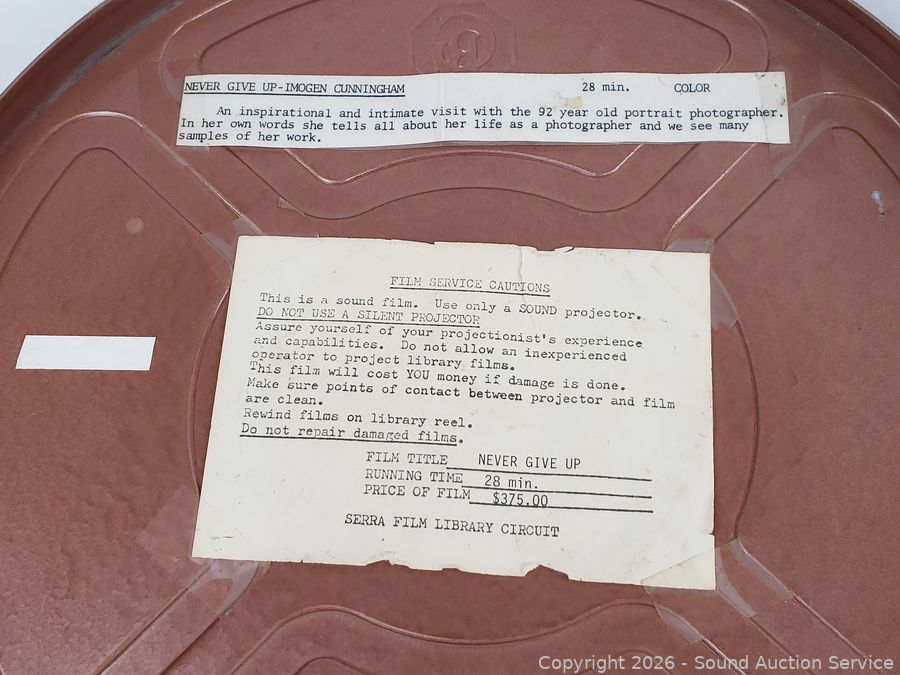 NEVER GIVE UP-IMOGEN CUNNINGHAM 28 min. COLOR
An inspirational and intimate visit with the 92 year old portrait photographer.
In her own words she tells all about her life as a photographer and we see many
samples of her work.
FILM SERVICE CAUTIONS
This is a sound film. Use only a SOUND projector.
DO NOT USE A SILENT PROJECTOR
Assure yourself of your projectionist's experience
and capabilities. Do not allow an inexperienced
operator to project library films.
This film will cost YOU money if damage is done.
Make sure points of contact between projector and film
are clean.
Rewind films on library reel.
Do not repair damaged films.
FILM TITLE NEVER GIVE UP
RUNNING TIME 28 min.
PRICE OF FILM $375.00
SERRA FILM LIBRARY CIRCUIT
Copyright 2026 - Sound Auction Service